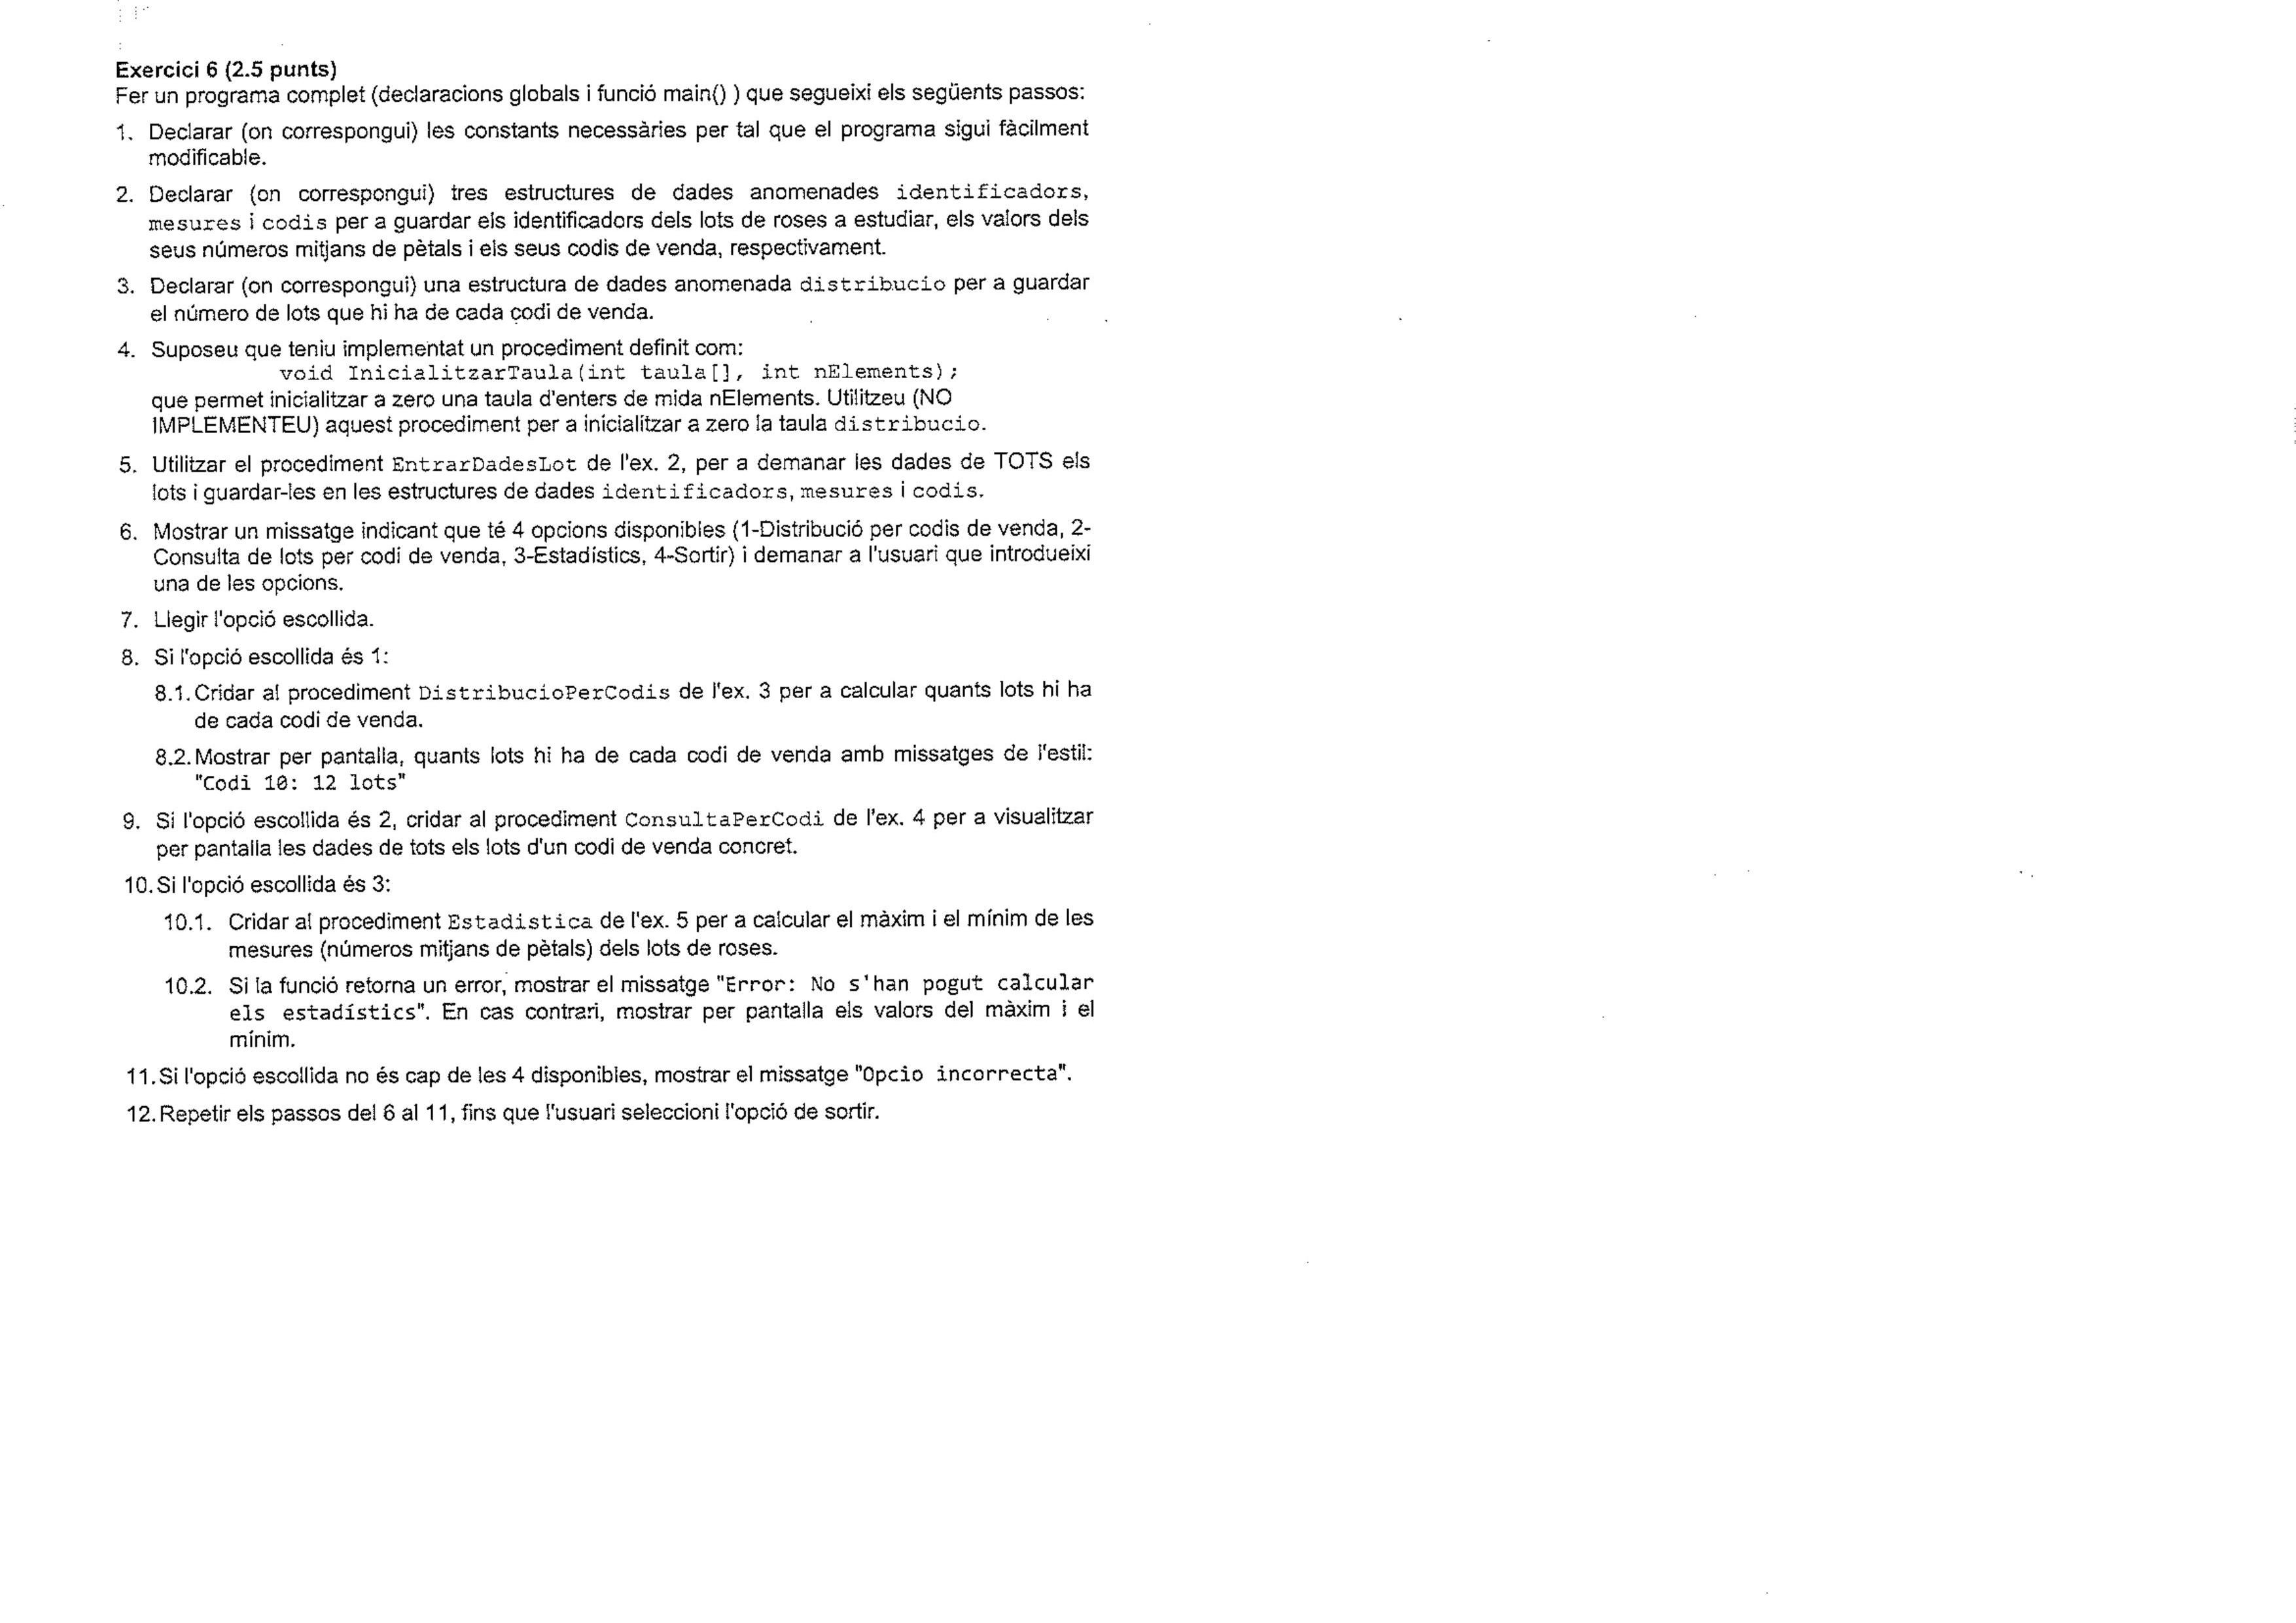 Exercici 6 (2.5 punts)
Fer un programa complet (declaracions globals i funció main() ) que segueixi els següents passos:
1. Declarar (on correspongui) les constants necessàries per tal que el programa sigui fàcilment
modificable.
2. Declarar (on correspongui) tres estructures de dades anomenades identificadors,
mesures i codis per a guardar els identificadors dels lots de roses a estudiar, els valors dels
seus números mitjans de pètals i els seus codis de venda, respectivament.
3. Declarar (on correspongui) una estructura de dades anomenada distribucio per a guardar
el número de lots que hi ha de cada codi de venda.
4. Suposeu que teniu implementat un procediment definit com:
void InicialitzarTaula(int taula[], int nElements);
que permet inicialitzar a zero una taula d'enters de mida nElements. Utilitzeu (NO
IMPLEMENTEU) aquest procediment per a inicialitzar a zero la taula distribucio.
5. Utilitzar el procediment EntrarDadesLot de l'ex. 2, per a demanar les dades de TOTS els
lots i guardar-les en les estructures de dades identificadors, mesures i codis.
6. Mostrar un missatge indicant que té 4 opcions disponibles (1-Distribució per codis de venda, 2-
Consulta de lots per codi de venda, 3-Estadístics, 4-Sortir) i demanar a l'usuari que introdueixi
una de les opcions.
7. Llegir l'opció escollida.
8. Si l'opció escollida és 1:
8.1. Cridar al procediment DistribucioPerCodis de l'ex. 3 per a calcular quants lots hi ha
de cada codi de venda.
8.2. Mostrar per pantalla, quants lots hi ha de cada codi de venda amb missatges de l'estil:
"Codi 10: 12 lots"
9. Si l'opció escollida és 2, cridar al procediment ConsultaPerCodi de l'ex. 4 per a visualitzar
per pantalla les dades de tots els lots d'un codi de venda concret.
10. Si l'opció escollida és 3:
10.1. Cridar al procediment Estadistica de l'ex. 5 per a calcular el màxim i el mínim de les
mesures (números mitjans de pètals) dels lots de roses.
10.2. Si la funció retorna un error, mostrar el missatge "Error: No s'han pogut calcular
els estadístics". En cas contrari, mostrar per pantalla els valors del màxim i el
mínim.
11. Si l'opció escollida no és cap de les 4 disponibles, mostrar el missatge "Opcio incorrecta".
12. Repetir els passos del 6 al 11, fins que l'usuari seleccioni l'opció de sortir.